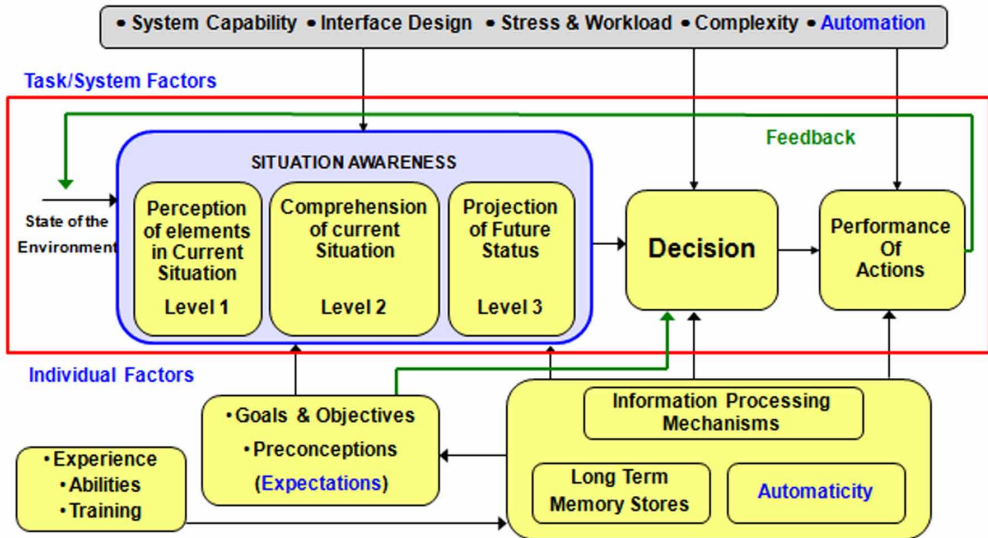 • System Capability • Interface Design • Stress & Workload • Complexity • Automation
Task/System Factors
Feedback
SITUATION AWARENESS
State of the
Environment
Perception
of elements
in Current
Situation
Level 1
Comprehension
of current
Situation
Level 2
Projection
of Future
Status
Level 3
Decision
Performance
Of
Actions
Individual Factors
• Goals & Objectives
• Preconceptions
(Expectations)
• Experience
• Abilities
• Training
Information Processing
Mechanisms
Long Term
Memory Stores
Automaticity